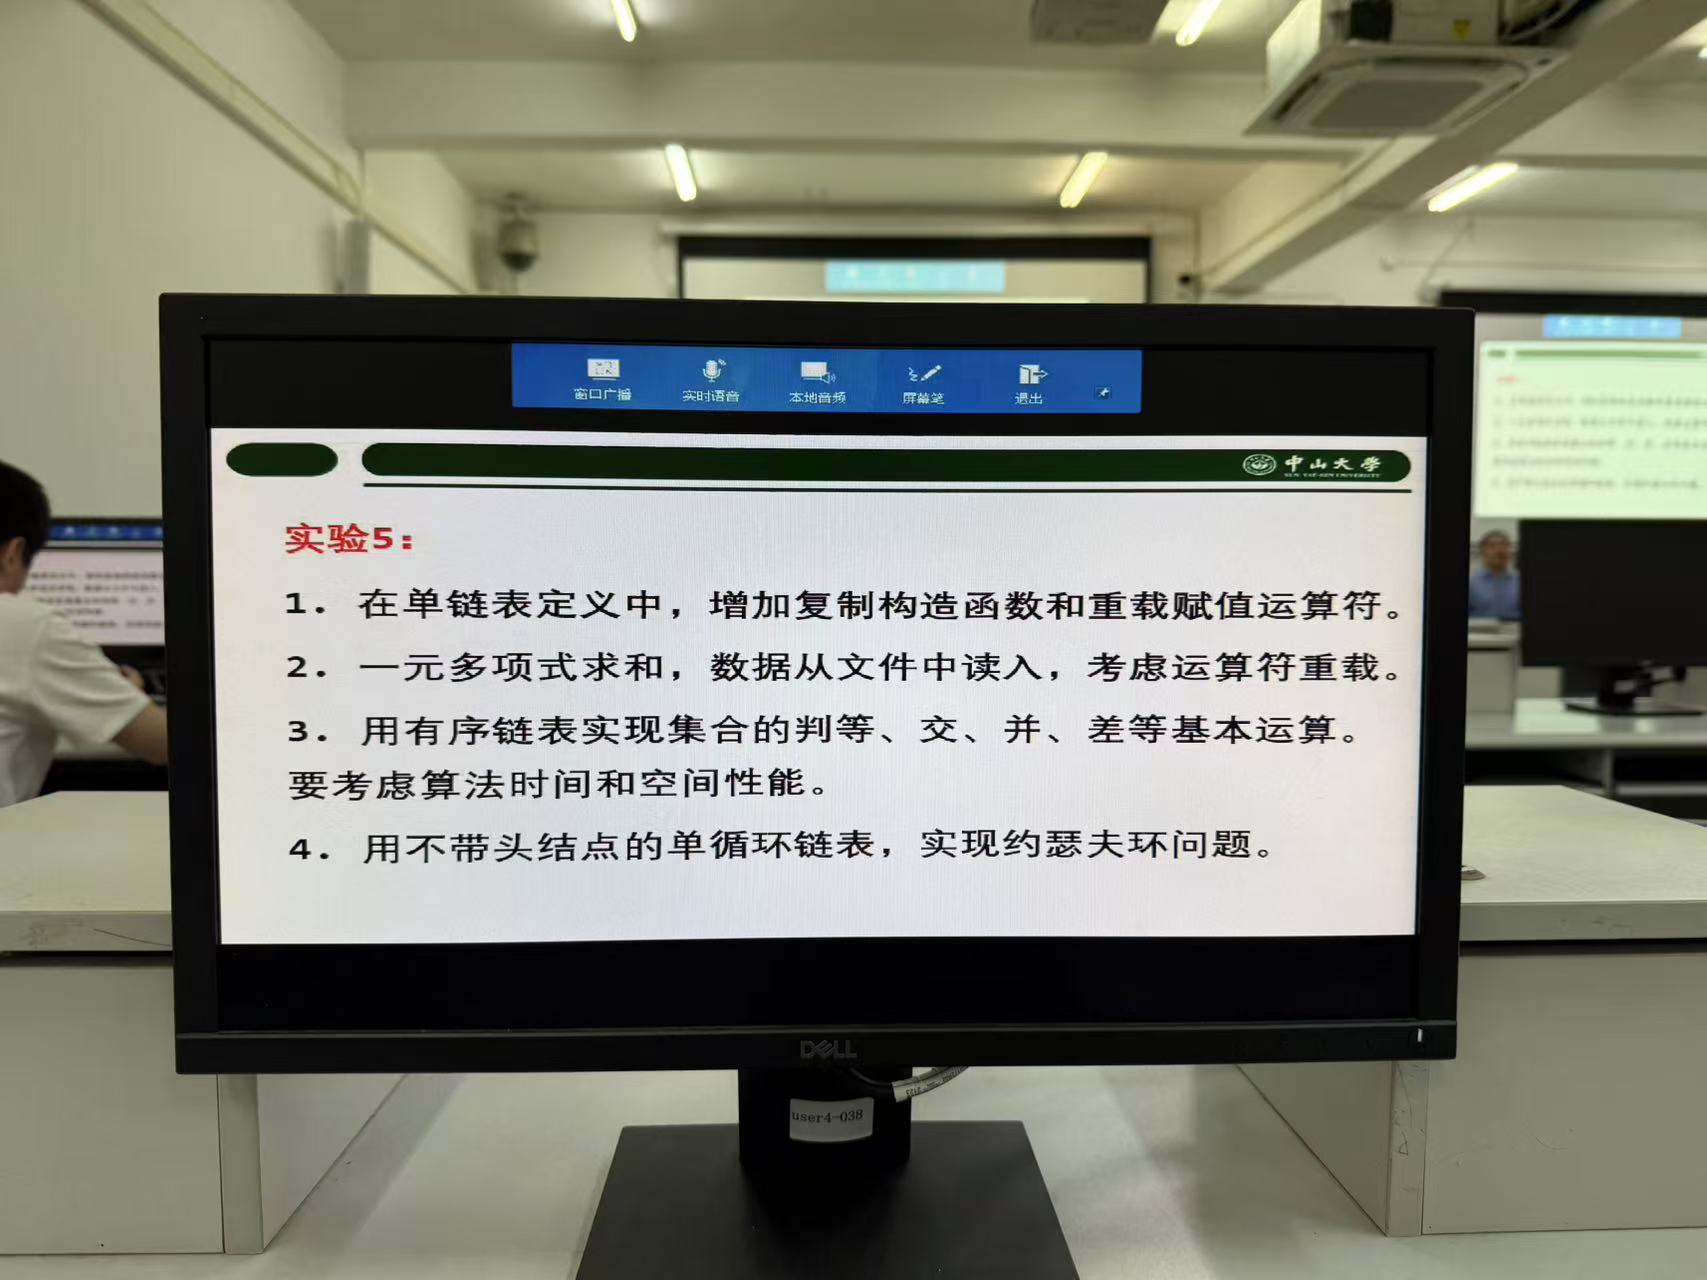 窗口广播 实时语音 本地音频 屏幕笔 退出
中山大學
SUN YAT-SEN UNIVERSITY
实验5：
1. 在单链表定义中，增加复制构造函数和重载赋值运算符。
2. 一元多项式求和，数据从文件中读入，考虑运算符重载。
3. 用有序链表实现集合的判等、交、并、差等基本运算。
要考虑算法时间和空间性能。
4. 用不带头结点的单循环链表，实现约瑟夫环问题。
DELL
user4-038